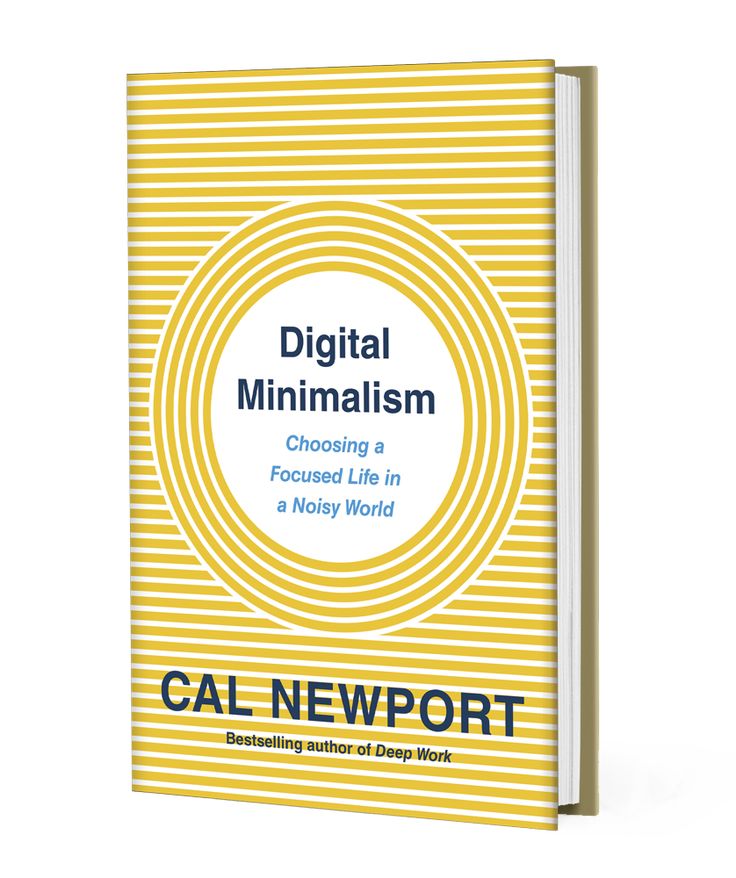 Digital
Minimalism
Choosing a
Focused Life in
a Noisy World
CAL NEWPORT
Bestselling author of Deep Work